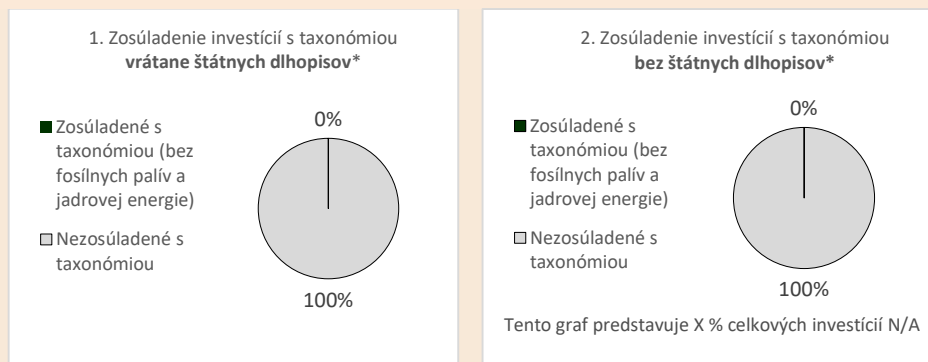 1. Zosúladenie investícií s taxonómiou
vrátane štátnych dlhopisov*
Zosúladené s
taxonómiou (bez
fosílnych palív a
jadrovej energie)
Nezosúladené s
taxonómiou
0%
100%
2. Zosúladenie investícií s taxonómiou
bez štátnych dlhopisov*
Zosúladené s
taxonómiou (bez
fosílnych palív a
jadrovej energie)
Nezosúladené s
taxonómiou
0%
100%
Tento graf predstavuje X % celkových investícií N/A